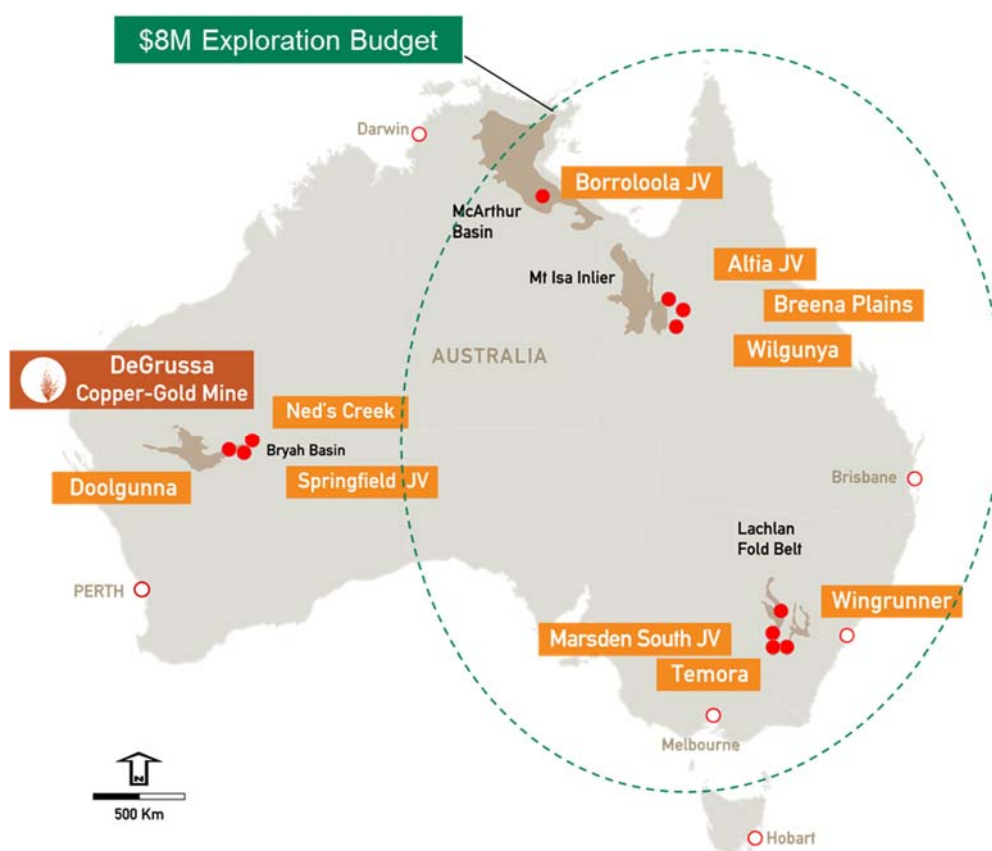 $8M Exploration Budget
Darwin
Borroloola JV
McArthur
Basin
Mt Isa Inlier
Altia JV
Breena Plains
Wilgunya
AUSTRALIA
DeGrussa
Copper-Gold Mine
Ned's Creek
Bryah Basin
Doolgunna
Springfield JV
Brisbane
Lachlan
Fold Belt
PERTH
Wingrunner
Marsden South JV
Temora
Melbourne
N
500 Km
Hobart